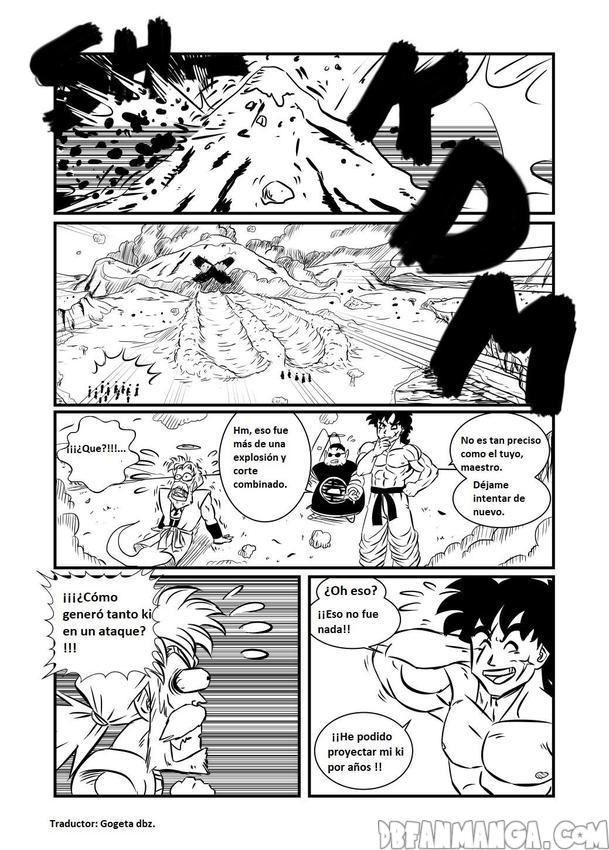 SH
K
D
M
¡¡¡¿Que?!!!...
Hm, eso fue
más de una
explosión y
corte
combinado.
No es tan preciso
como el tuyo,
maestro.
Déjame
intentar de
nuevo.
¡¡¡¿Cómo
generó tanto ki
en un ataque?
!!!
¿Oh eso?
¡¡Eso no fue
nada!!
¡¡He podido
proyectar mi ki
por años !!
Traductor: Gogeta dbz.
DBFANMANGA.COM